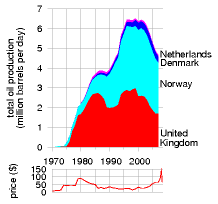 total oil production
(million barrels per day)
7
6
5
4
3
2
1
0
Netherlands
Denmark
Norway
United
Kingdom
1970 1980 1990 2000
price ($)
150
100
50
0